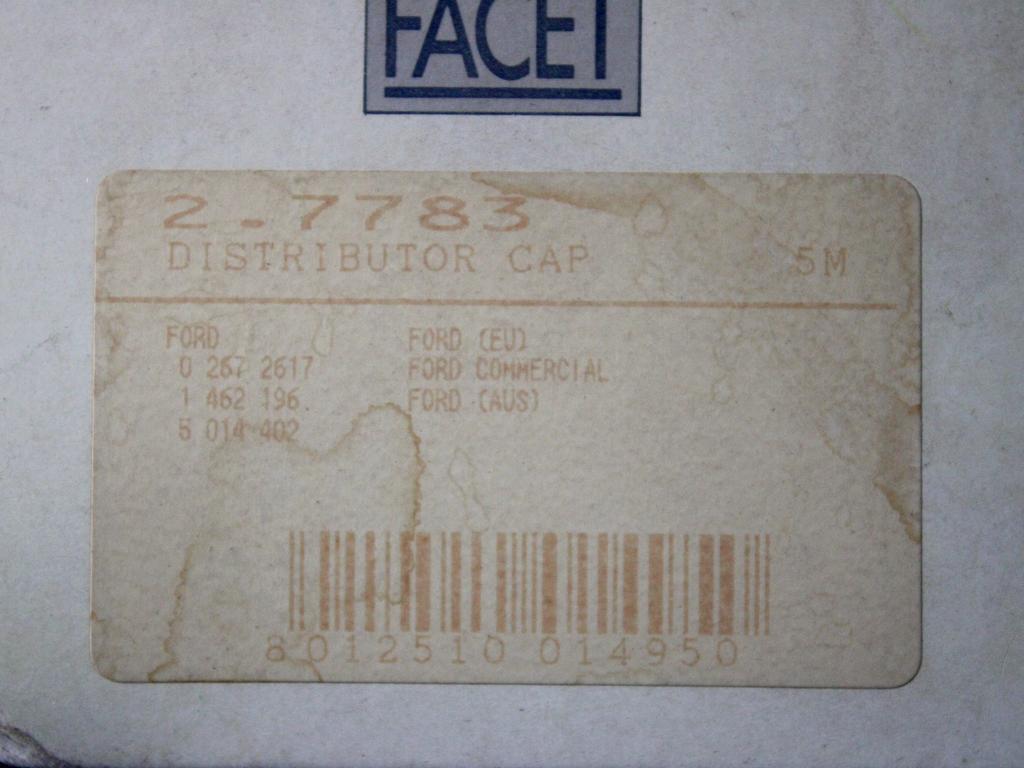 FACET
2.7783
DISTRIBUTOR CAP 5M
FORD FORD (EU)
0 267 2617 FORD COMMERCIAL
1 462 196 FORD (AUS)
5 014 402
8012510 014950